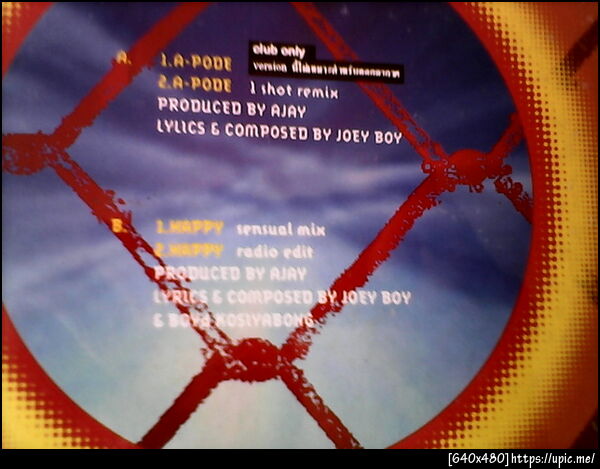 A. 1.A-PODE club only
version
2.A-PODE 1 shot remix
PRODUCED BY AJAY
LYLICS & COMPOSED BY JOEY BOY
B. 1.HAPPY sensual mix
2.HAPPY radio edit
PRODUCED BY AJAY
LYRICS & COMPOSED BY JOEY BOY
& BOYd KOSIYABONG
[640x480] https://upic.me/